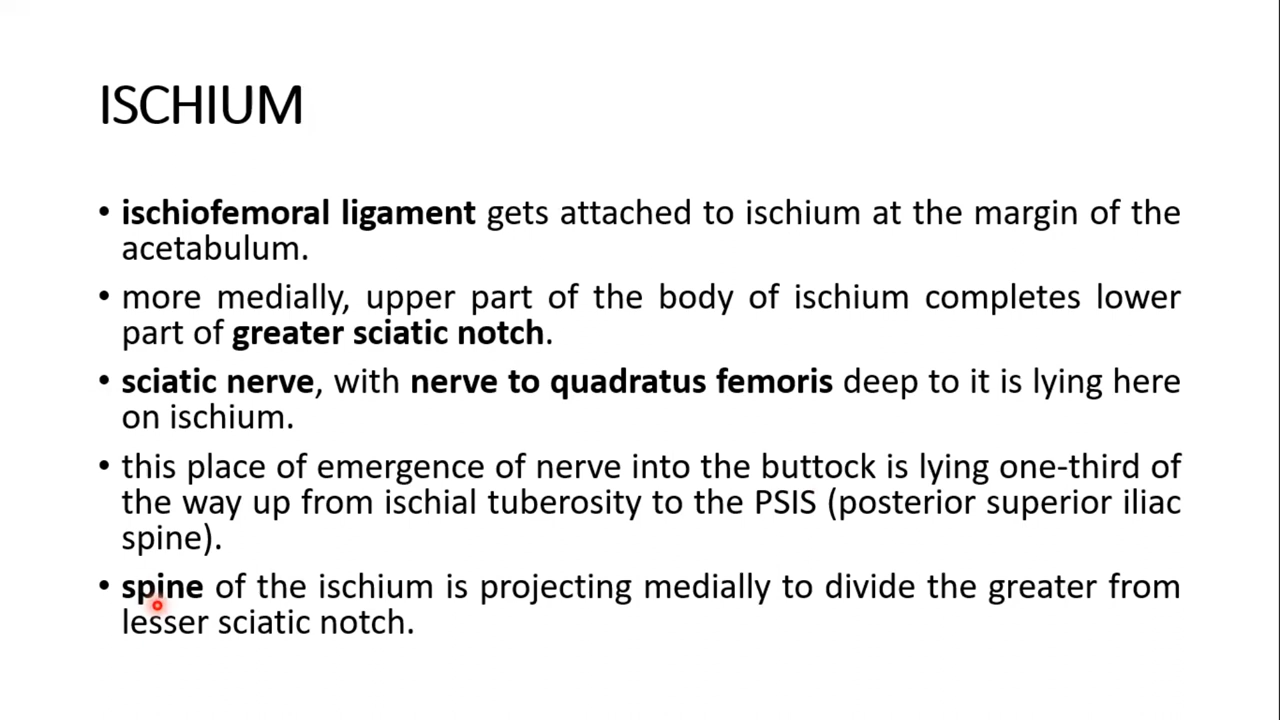 ISCHIUM
• ischiofemoral ligament gets attached to ischium at the margin of the
acetabulum.
• more medially, upper part of the body of ischium completes lower
part of greater sciatic notch.
• sciatic nerve, with nerve to quadratus femoris deep to it is lying here
on ischium.
• this place of emergence of nerve into the buttock is lying one-third of
the way up from ischial tuberosity to the PSIS (posterior superior iliac
spine).
• spine of the ischium is projecting medially to divide the greater from
lesser sciatic notch.